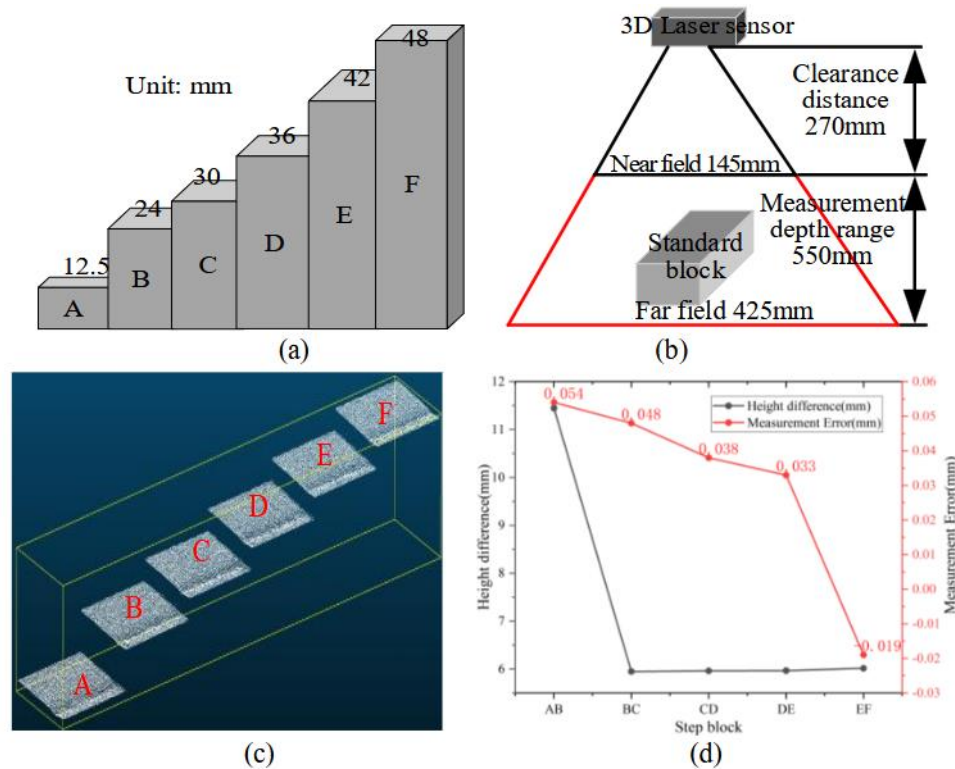 Unit: mm
12.5
24
30
36
42
48
A
B
C
D
E
F
(a)
3D Laser sensor
Clearance
distance
270mm
Near field 145mm
Measurement
depth range
550mm
Standard
block
Far field 425mm
(b)
A
B
C
D
E
F
(c)
Height difference(mm)
12
11
10
9
8
7
6
Height difference(mm)
Measurement Error(mm)
0.054
0.048
0.038
0.033
-0.019
0.06
0.05
0.04
0.03
0.02
0.01
0.00
-0.01
-0.02
-0.03
Measurement Error(mm)
AB
BC
CD
DE
EF
Step block
(d)